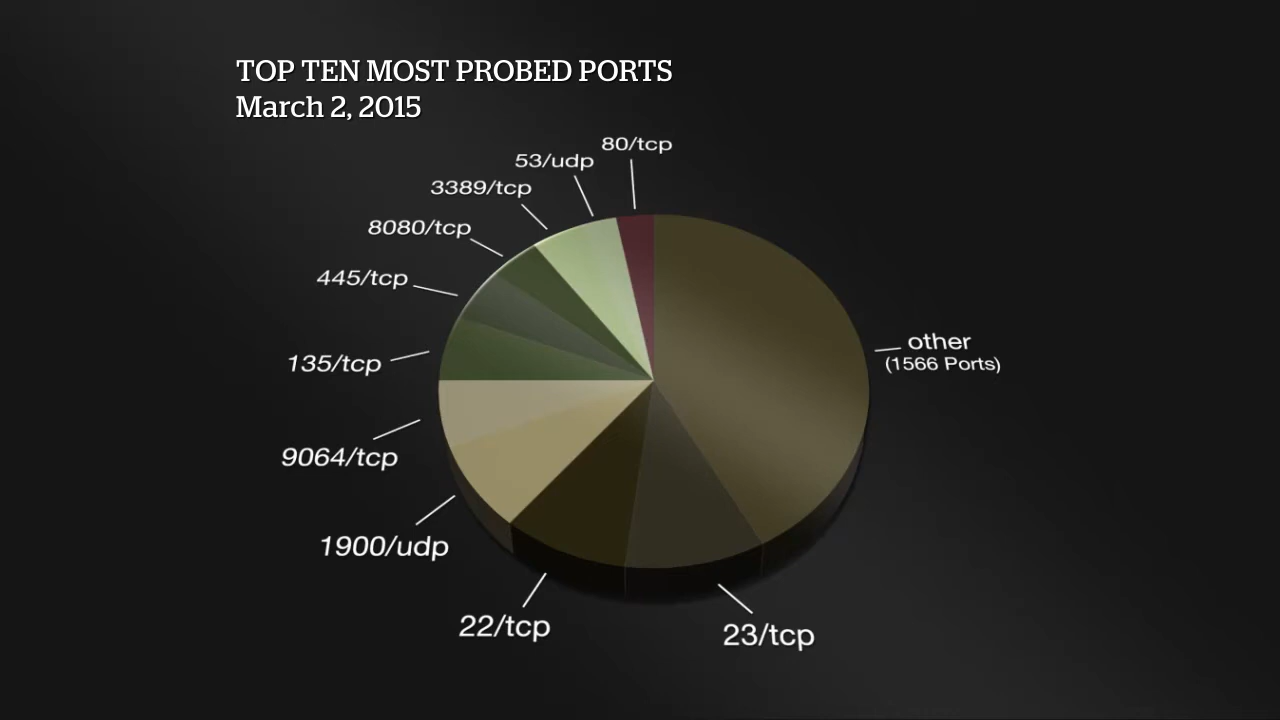 TOP TEN MOST PROBED PORTS
March 2, 2015
80/tcp
53/udp
3389/tcp
8080/tcp
445/tcp
135/tcp
9064/tcp
1900/udp
22/tcp
23/tcp
other
(1566 Ports)